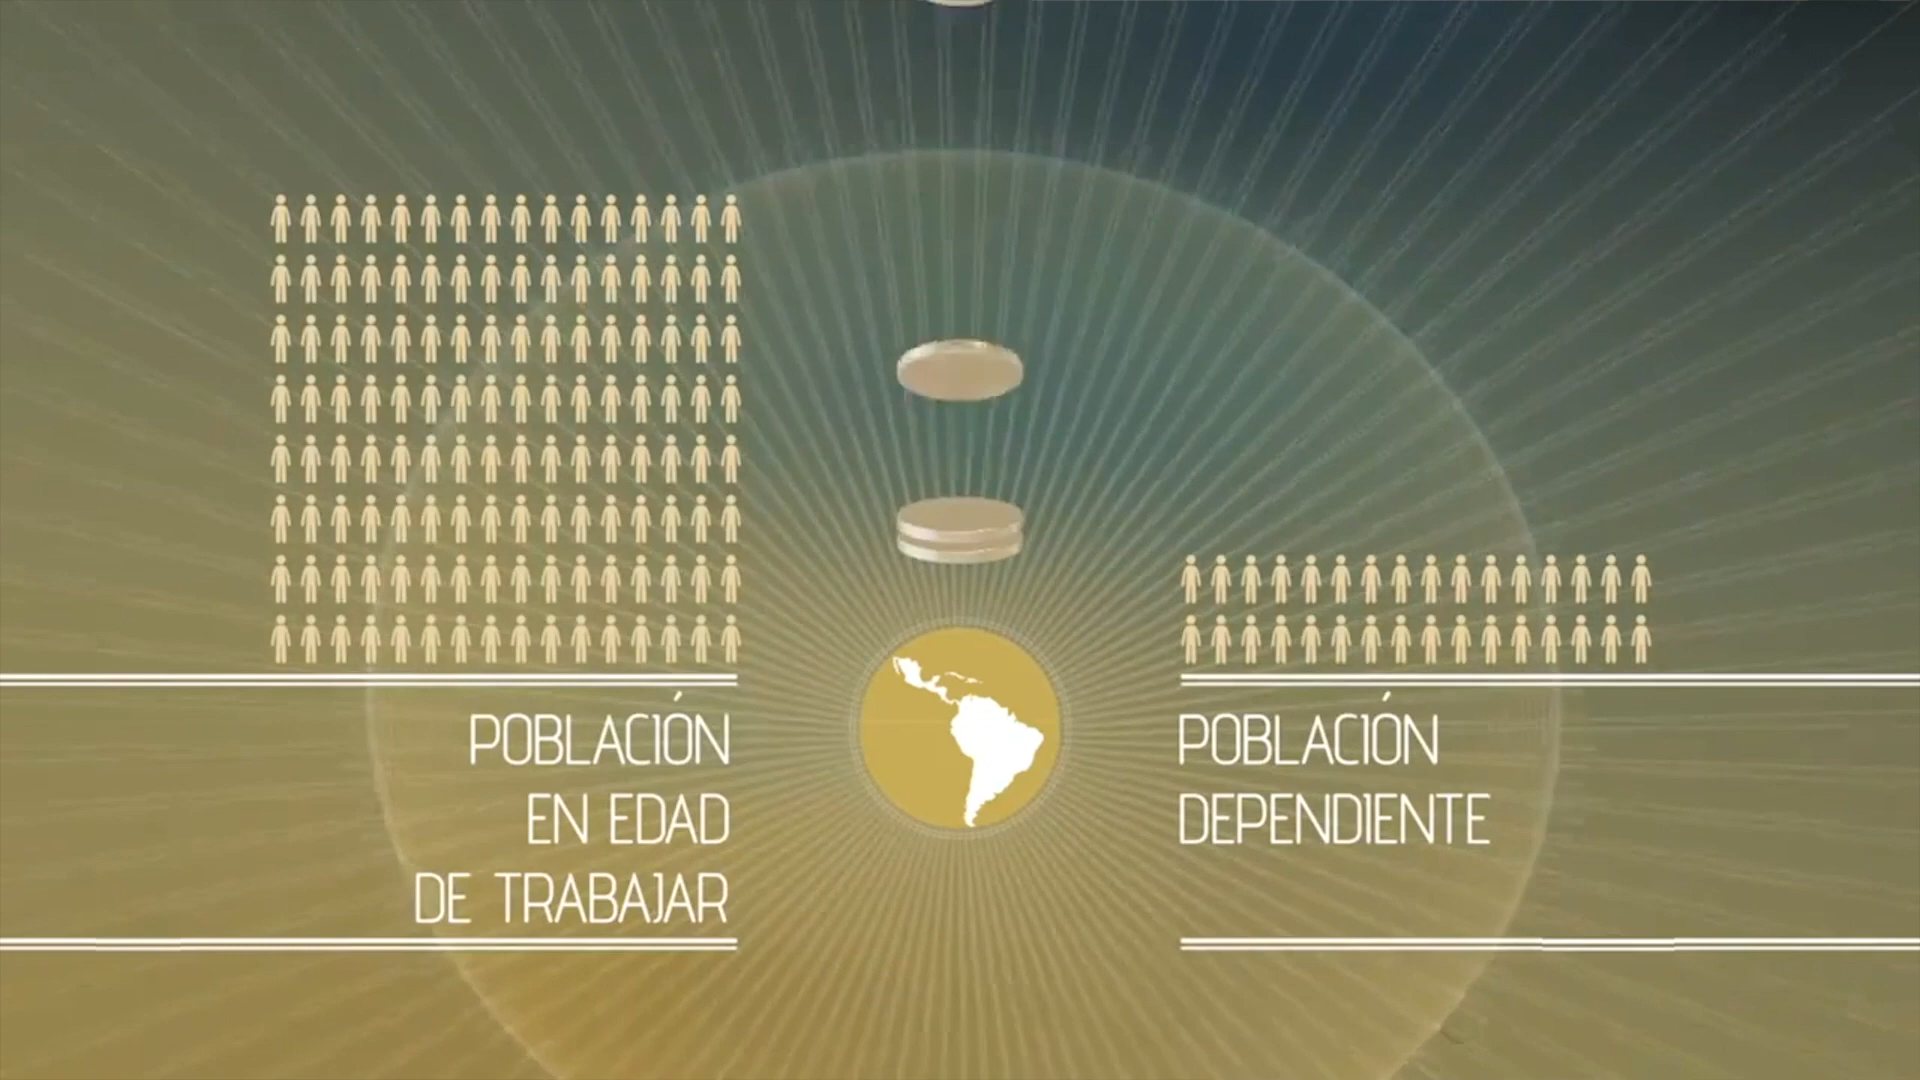 POBLACIÓN
EN EDAD
DE TRABAJAR
POBLACIÓN
DEPENDIENTE